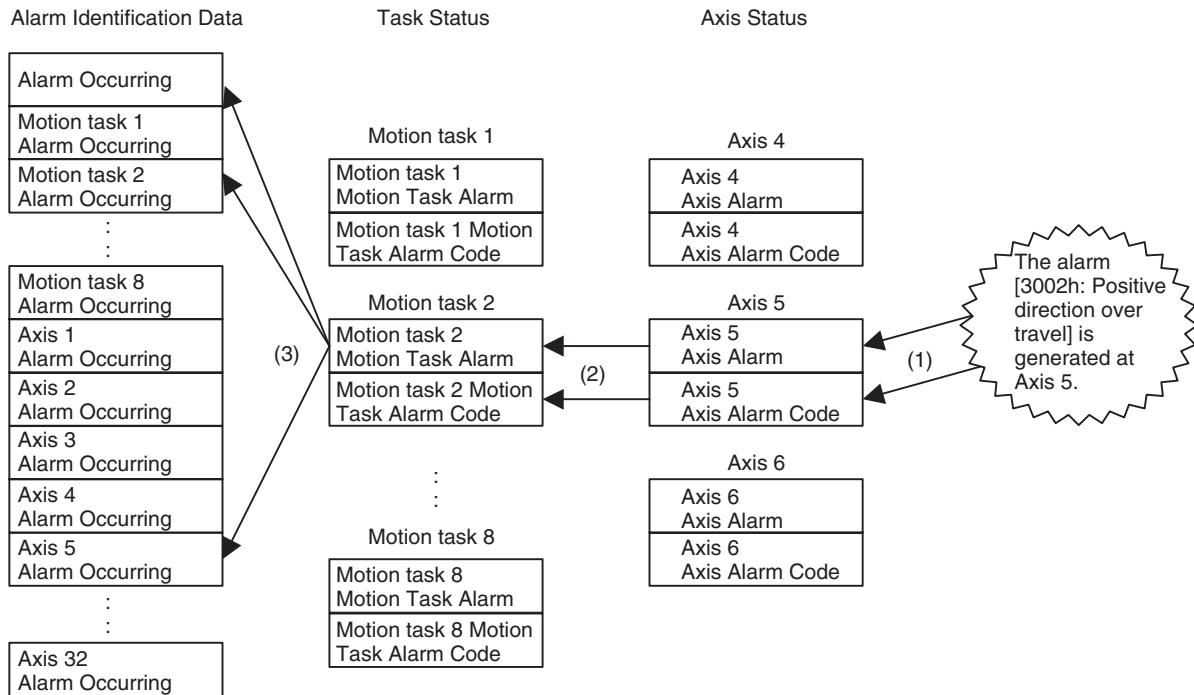 Alarm Identification Data
Task Status
Axis Status
Alarm Occurring
Motion task 1
Alarm Occurring
Motion task 2
Alarm Occurring
:
:
Motion task 8
Alarm Occurring
Axis 1
Alarm Occurring
Axis 2
Alarm Occurring
Axis 3
Alarm Occurring
Axis 4
Alarm Occurring
Axis 5
Alarm Occurring
:
:
Axis 32
Alarm Occurring
(3)
Motion task 1
Motion task 1
Motion Task Alarm
Motion task 1 Motion
Task Alarm Code
Motion task 2
Motion task 2
Motion Task Alarm
Motion task 2 Motion
Task Alarm Code
:
:
Motion task 8
Motion task 8
Motion Task Alarm
Motion task 8 Motion
Task Alarm Code
(2)
Axis 4
Axis 4
Axis Alarm
Axis 4
Axis Alarm Code
Axis 5
Axis 5
Axis Alarm
Axis 5
Axis Alarm Code
Axis 6
Axis 6
Axis Alarm
Axis 6
Axis Alarm Code
(1)
The alarm
[3002h: Positive
direction over
travel] is
generated at
Axis 5.